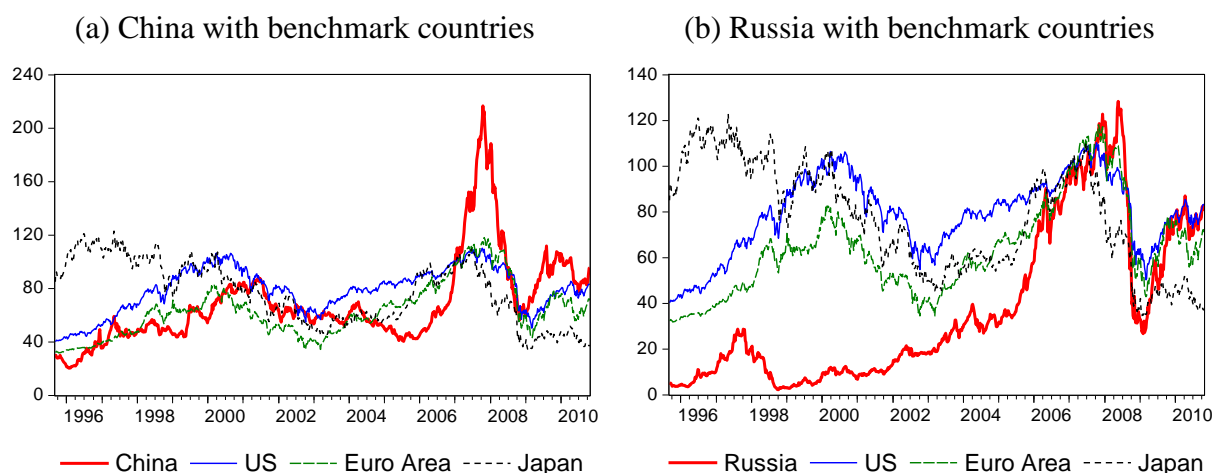 (a) China with benchmark countries
240
200
160
120
80
40
0
1996 1998 2000 2002 2004 2006 2008 2010
China US Euro Area Japan
(b) Russia with benchmark countries
140
120
100
80
60
40
20
0
1996 1998 2000 2002 2004 2006 2008 2010
Russia US Euro Area Japan